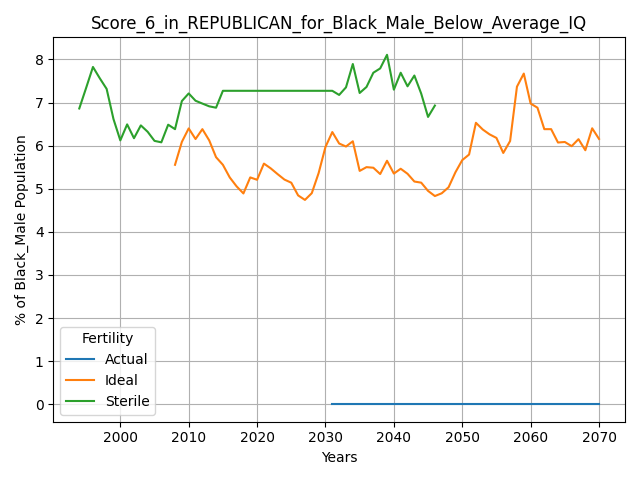 Score_6_in_REPUBLICAN_for_Black_Male_Below_Average_IQ
% of Black_Male Population
8
7
6
5
4
3
2
1
0
Fertility
Actual
Ideal
Sterile
2000 2010 2020 2030 2040 2050 2060 2070
Years